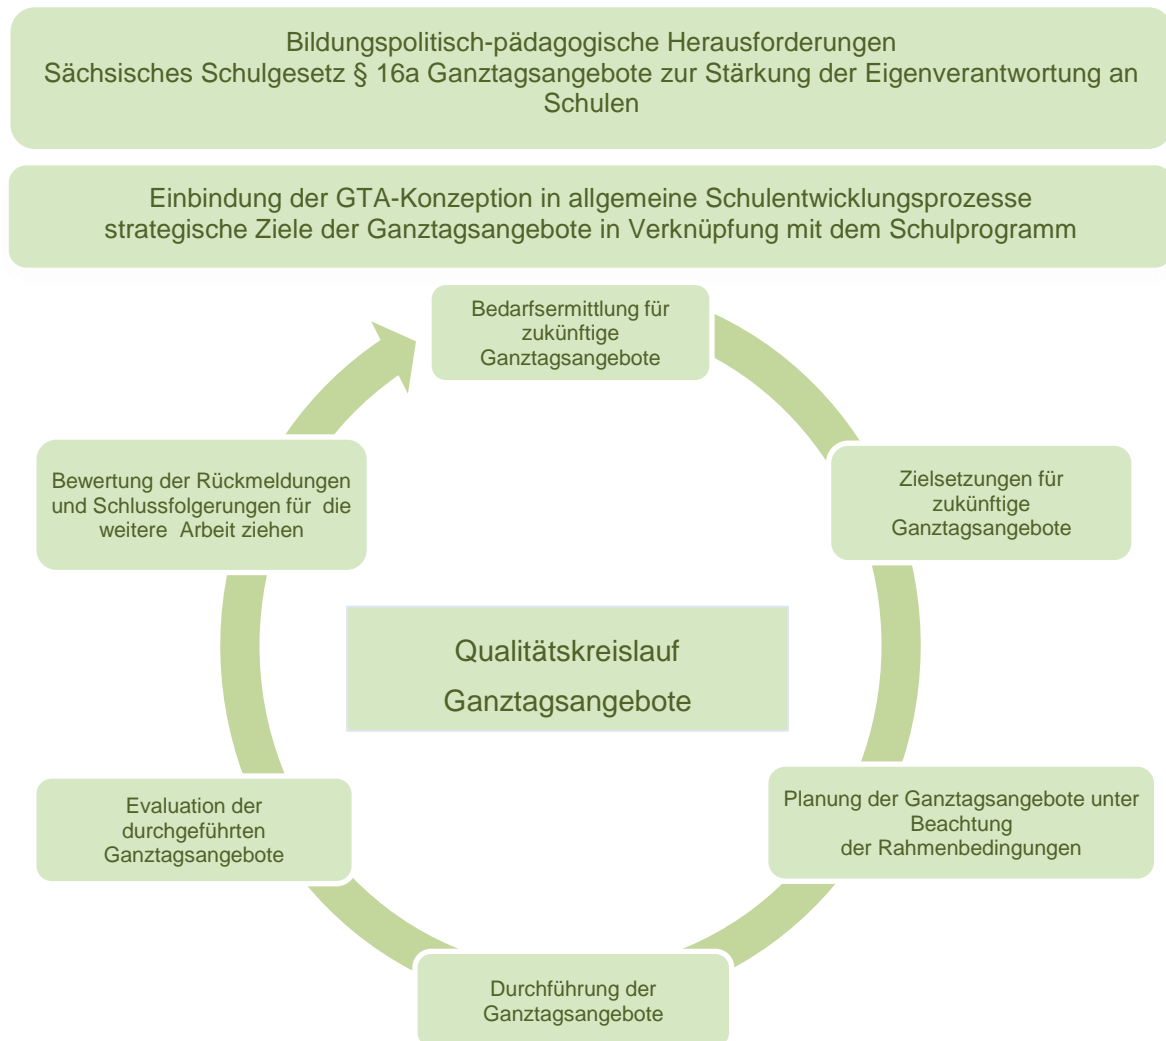 Bildungspolitisch-pädagogische Herausforderungen
Sächsisches Schulgesetz § 16a Ganztagsangebote zur Stärkung der Eigenverantwortung an
Schulen
Einbindung der GTA-Konzeption in allgemeine Schulentwicklungsprozesse
strategische Ziele der Ganztagsangebote in Verknüpfung mit dem Schulprogramm
Bedarfsermittlung für
zukünftige
Ganztagsangebote
Zielsetzungen für
zukünftige
Ganztagsangebote
Planung der Ganztagsangebote unter
Beachtung
der Rahmenbedingungen
Durchführung der
Ganztagsangebote
Evaluation der
durchgeführten
Ganztagsangebote
Bewertung der Rückmeldungen
und Schlussfolgerungen für die
weitere Arbeit ziehen
Qualitätskreislauf
Ganztagsangebote